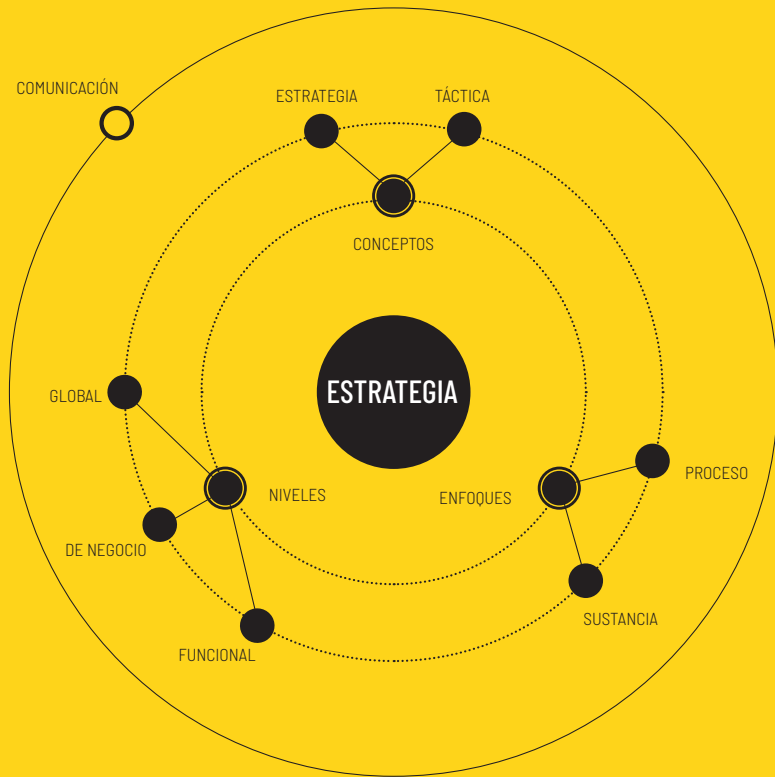 COMUNICACIÓN
ESTRATEGIA
TÁCTICA
CONCEPTOS
ESTRATEGIA
GLOBAL
NIVELES
ENFOQUES
PROCESO
DE NEGOCIO
SUSTANCIA
FUNCIONAL